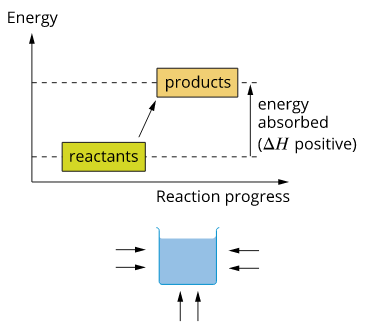 Energy
products
energy
absorbed
(ΔH positive)
reactants
Reaction progress